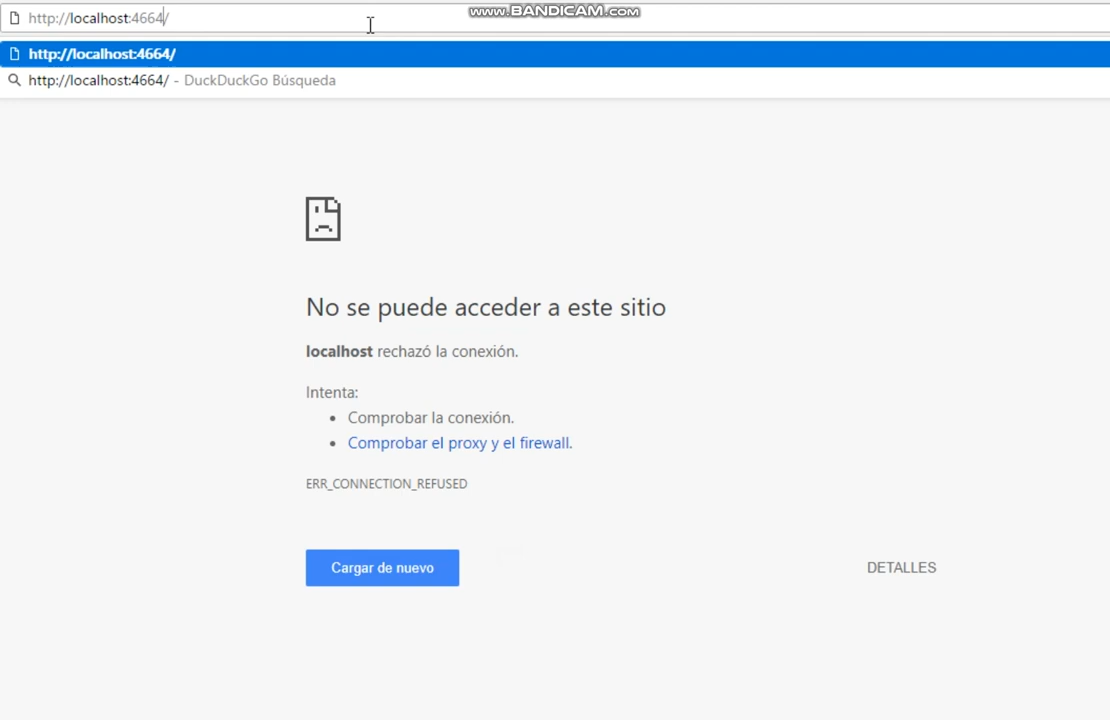 www.BANDICAM.com
http://localhost:4664/
http://localhost:4664/
http://localhost:4664/ - DuckDuckGo Búsqueda
No se puede acceder a este sitio
localhost rechazó la conexión.
Intenta:
• Comprobar la conexión.
• Comprobar el proxy y el firewall.
ERR_CONNECTION_REFUSED
Cargar de nuevo
DETALLES